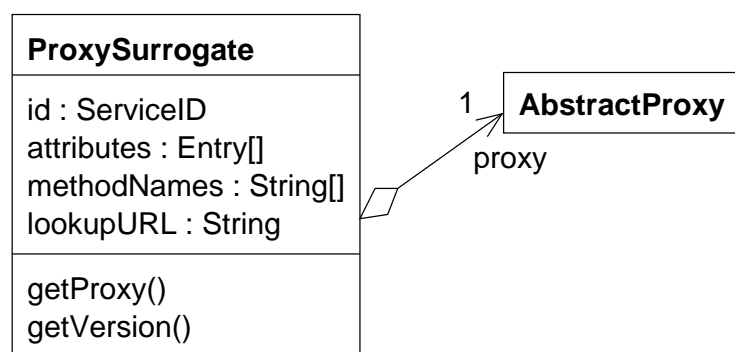 ProxySurrogate
id : ServiceID
attributes : Entry[]
methodNames : String[]
lookupURL : String
getProxy()
getVersion()
1
proxy
AbstractProxy